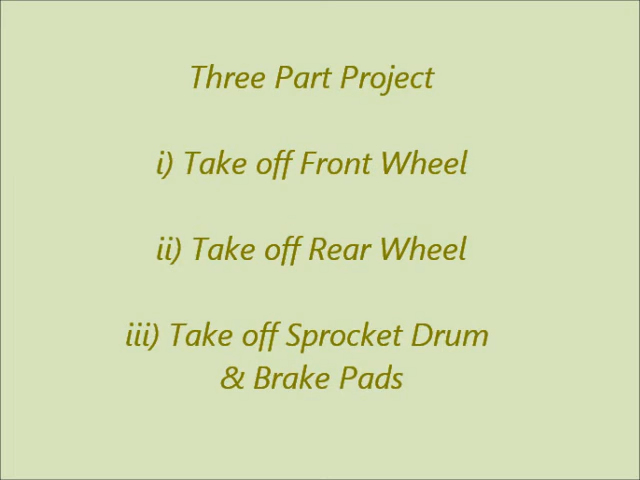 Three Part Project
i) Take off Front Wheel
ii) Take off Rear Wheel
iii) Take off Sprocket Drum
& Brake Pads